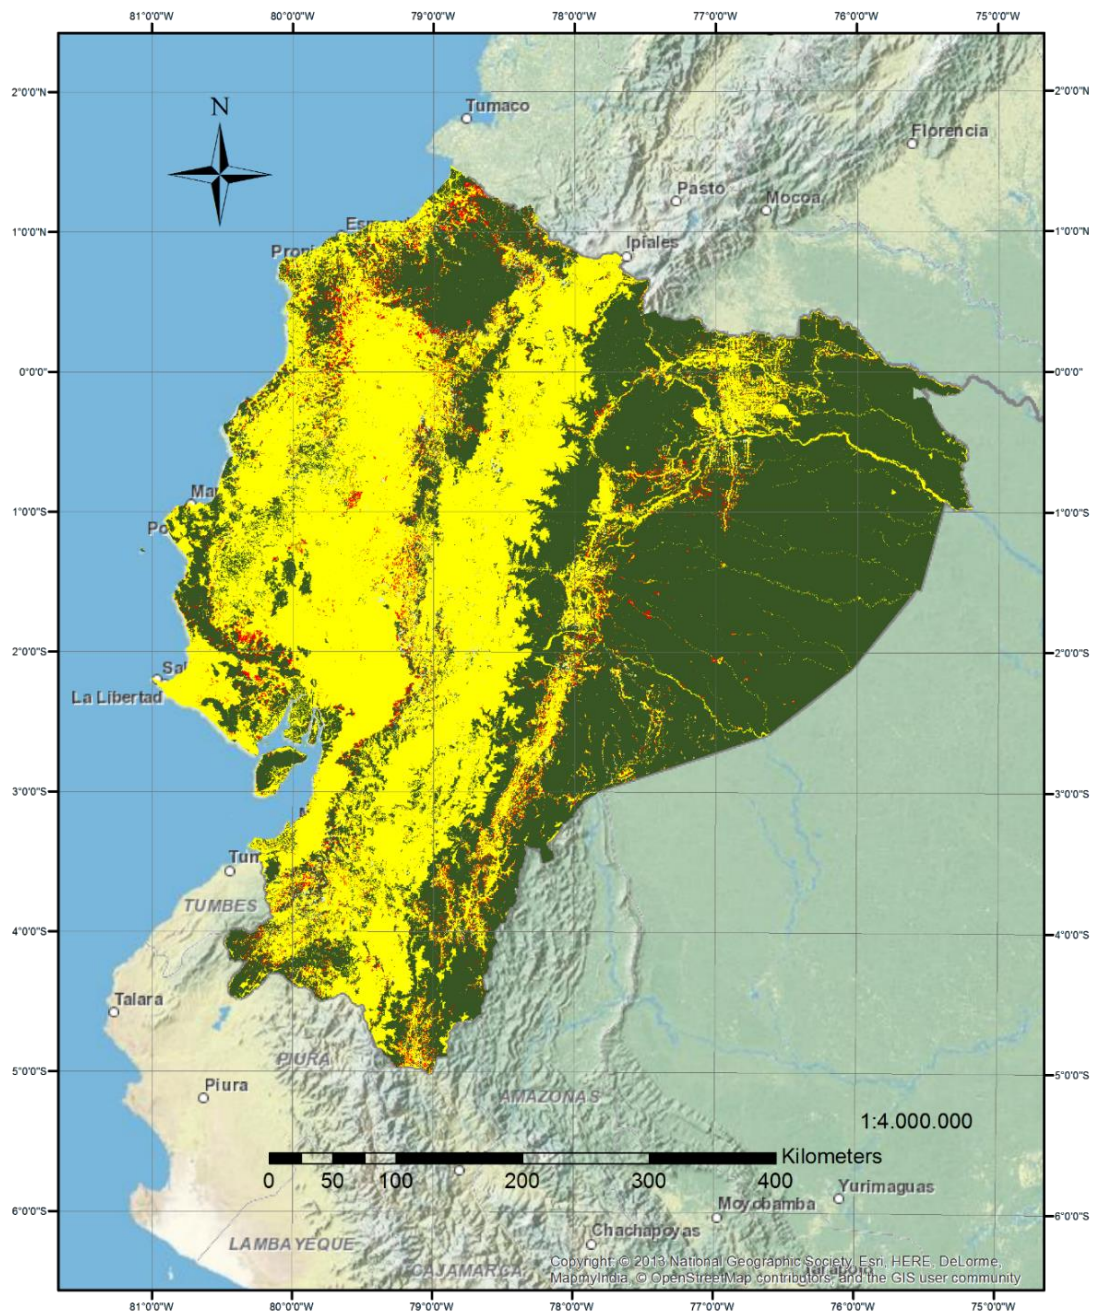 81°0'0"W 80°0'0"W 79°0'0"W 78°0'0"W 77°0'0"W 76°0'0"W 75°0'0"W
2°0'0"N 2°0'0"N
N
Tumaco
Florencia
Pasto
Mocoa
1°0'0"N 1°0'0"N
Ipiales
0°0'0" 0°0'0"
1°0'0"S 1°0'0"S
2°0'0"S 2°0'0"S
La Libertad
3°0'0"S 3°0'0"S
TUMBES
4°0'0"S 4°0'0"S
Talara
PIURA
5°0'0"S 5°0'0"S
Piura
AMAZONAS
1:4.000.000
Kilometers
0 50 100 200 300 400
Yurimaguas
Moyobamba
6°0'0"S 6°0'0"S
Chachapoyas
LAMBAYEQUE
CAJAMARCA
Copyright: © 2013 National Geographic Society, Esri, HERE, DeLorme,
MapmyIndia, © OpenStreetMap contributors, and the GIS user community
81°0'0"W 80°0'0"W 79°0'0"W 78°0'0"W 77°0'0"W 76°0'0"W 75°0'0"W